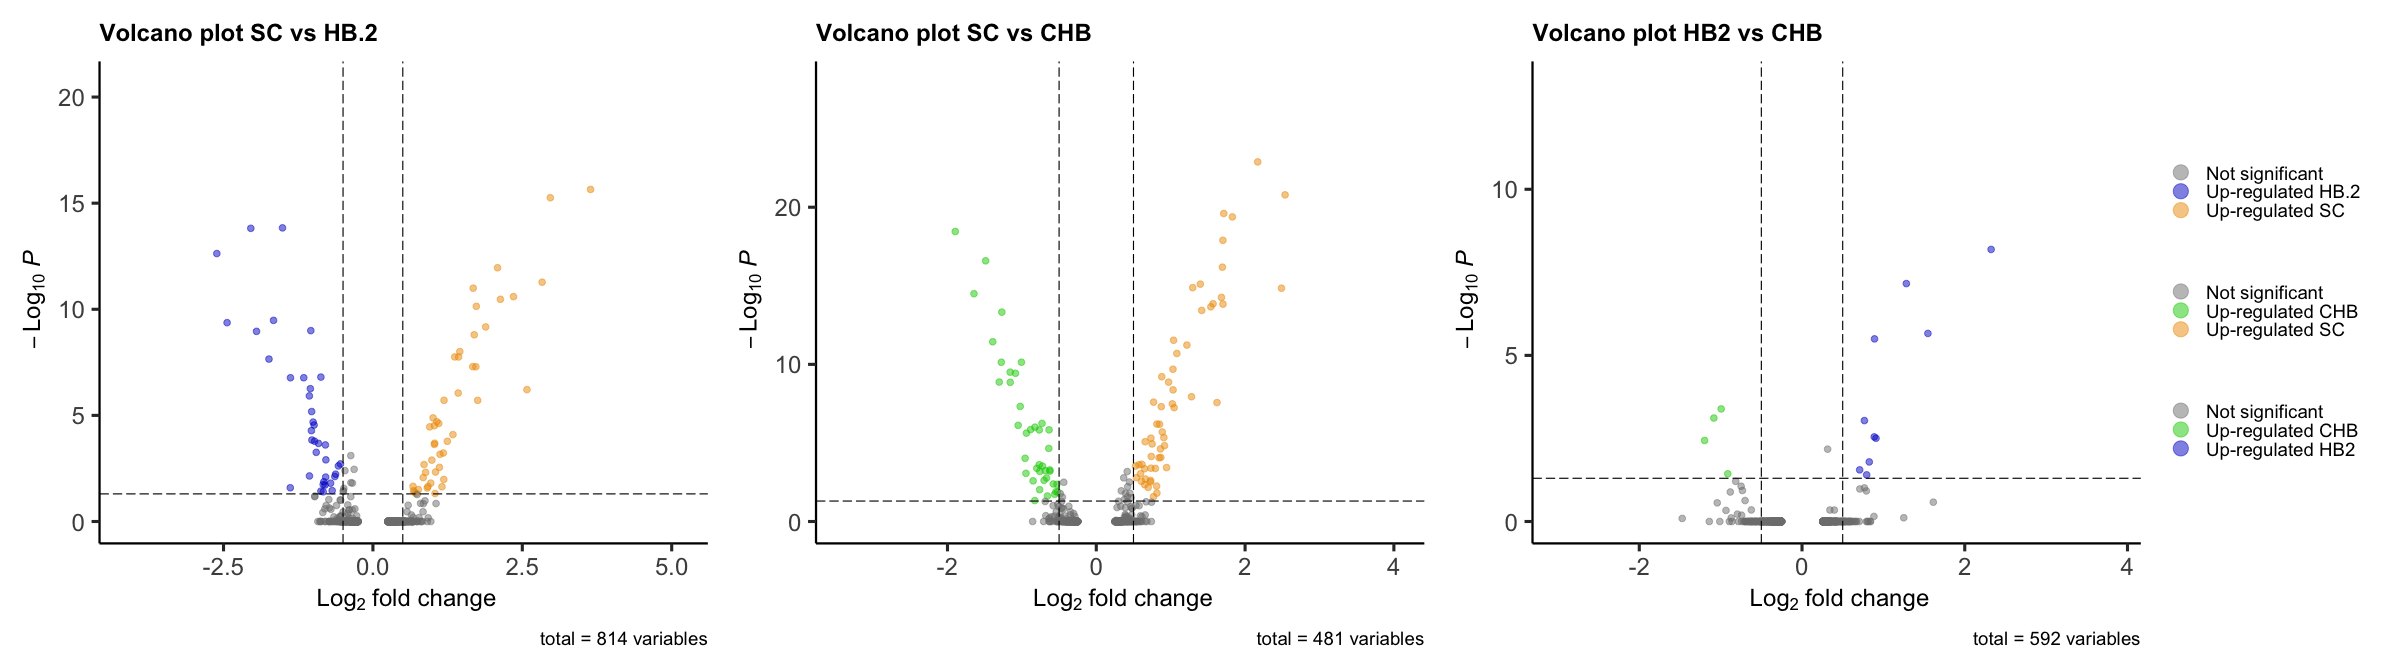 Volcano plot SC vs HB.2
20
15
10
5
0
-2.5
0.0
2.5
5.0
– Log10 P
Log2 fold change
total = 814 variables
Volcano plot SC vs CHB
20
10
0
-2
0
2
4
– Log10 P
Log2 fold change
total = 481 variables
Volcano plot HB2 vs CHB
10
5
0
-2
0
2
4
– Log10 P
Log2 fold change
total = 592 variables
Not significant
Up-regulated HB.2
Up-regulated SC
Not significant
Up-regulated CHB
Up-regulated SC
Not significant
Up-regulated CHB
Up-regulated HB2